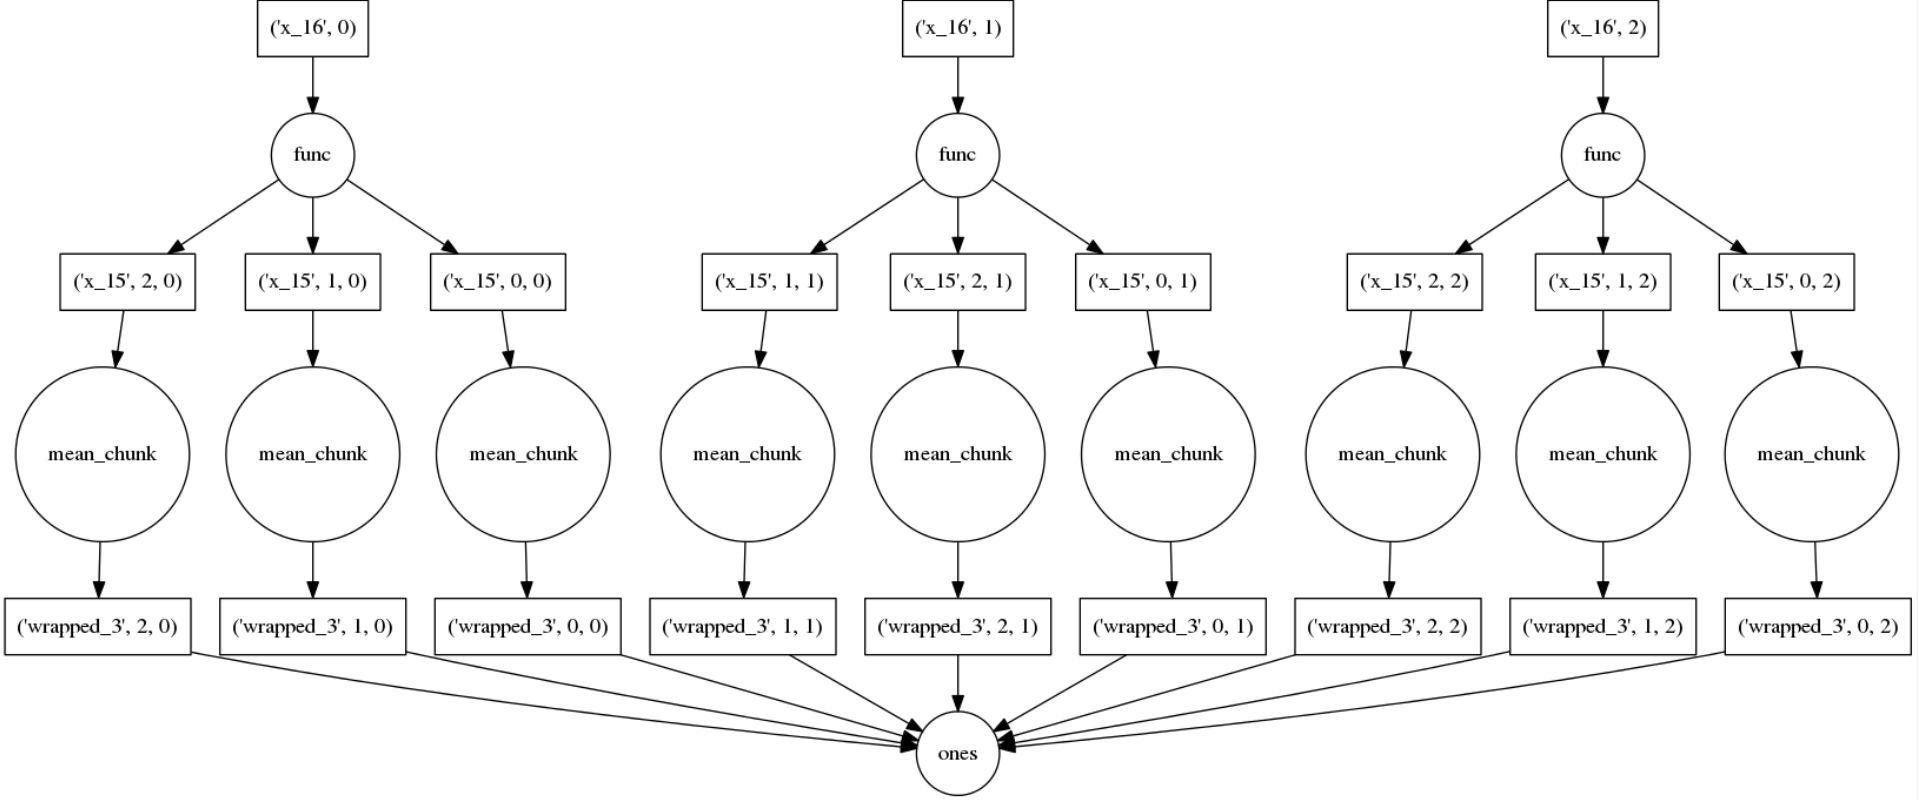 ('x_16', 0)
('x_16', 1)
('x_16', 2)
func
func
func
('x_15', 2, 0)
('x_15', 1, 0)
('x_15', 0, 0)
('x_15', 1, 1)
('x_15', 2, 1)
('x_15', 0, 1)
('x_15', 2, 2)
('x_15', 1, 2)
('x_15', 0, 2)
mean_chunk
mean_chunk
mean_chunk
mean_chunk
mean_chunk
mean_chunk
mean_chunk
mean_chunk
mean_chunk
('wrapped_3', 2, 0)
('wrapped_3', 1, 0)
('wrapped_3', 0, 0)
('wrapped_3', 1, 1)
('wrapped_3', 2, 1)
('wrapped_3', 0, 1)
('wrapped_3', 2, 2)
('wrapped_3', 1, 2)
('wrapped_3', 0, 2)
ones